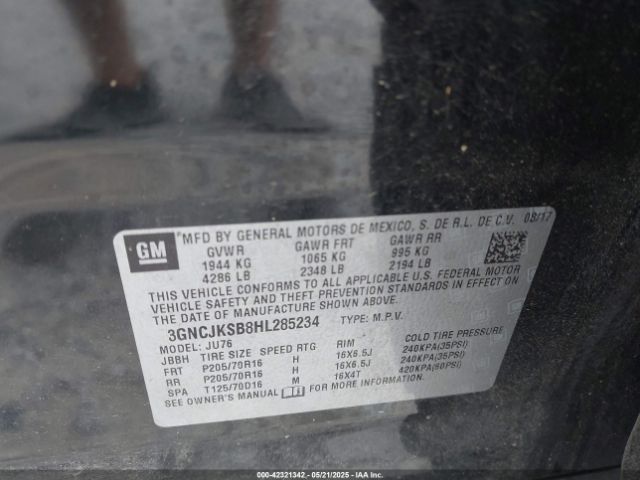 GM
MFD BY GENERAL MOTORS DE MEXICO, S. DE R.L. DE C.V. 08/17
GVWR GAWR FRT GAWR RR
1944 KG 1065 KG 995 KG
4286 LB 2348 LB 2194 LB
THIS VEHICLE CONFORMS TO ALL APPLICABLE U.S. FEDERAL MOTOR
VEHICLE SAFETY AND THEFT PREVENTION STANDARDS IN EFFECT ON
THE DATE OF MANUFACTURE SHOWN ABOVE.
3GNCJKSB8HL285234 TYPE: M.P.V.
MODEL: JU76
JBBH TIRE SIZE SPEED RTG RIM COLD TIRE PRESSURE
FRT P205/70R16 H 16X6.5J 240KPA(35PSI)
RR P205/70R16 H 16X6.5J 240KPA(35PSI)
SPA T125/70D16 M 16X4T 420KPA(60PSI)
SEE OWNER'S MANUAL FOR MORE INFORMATION.
000-42321342 - 05/21/2025 - IAAI.COM